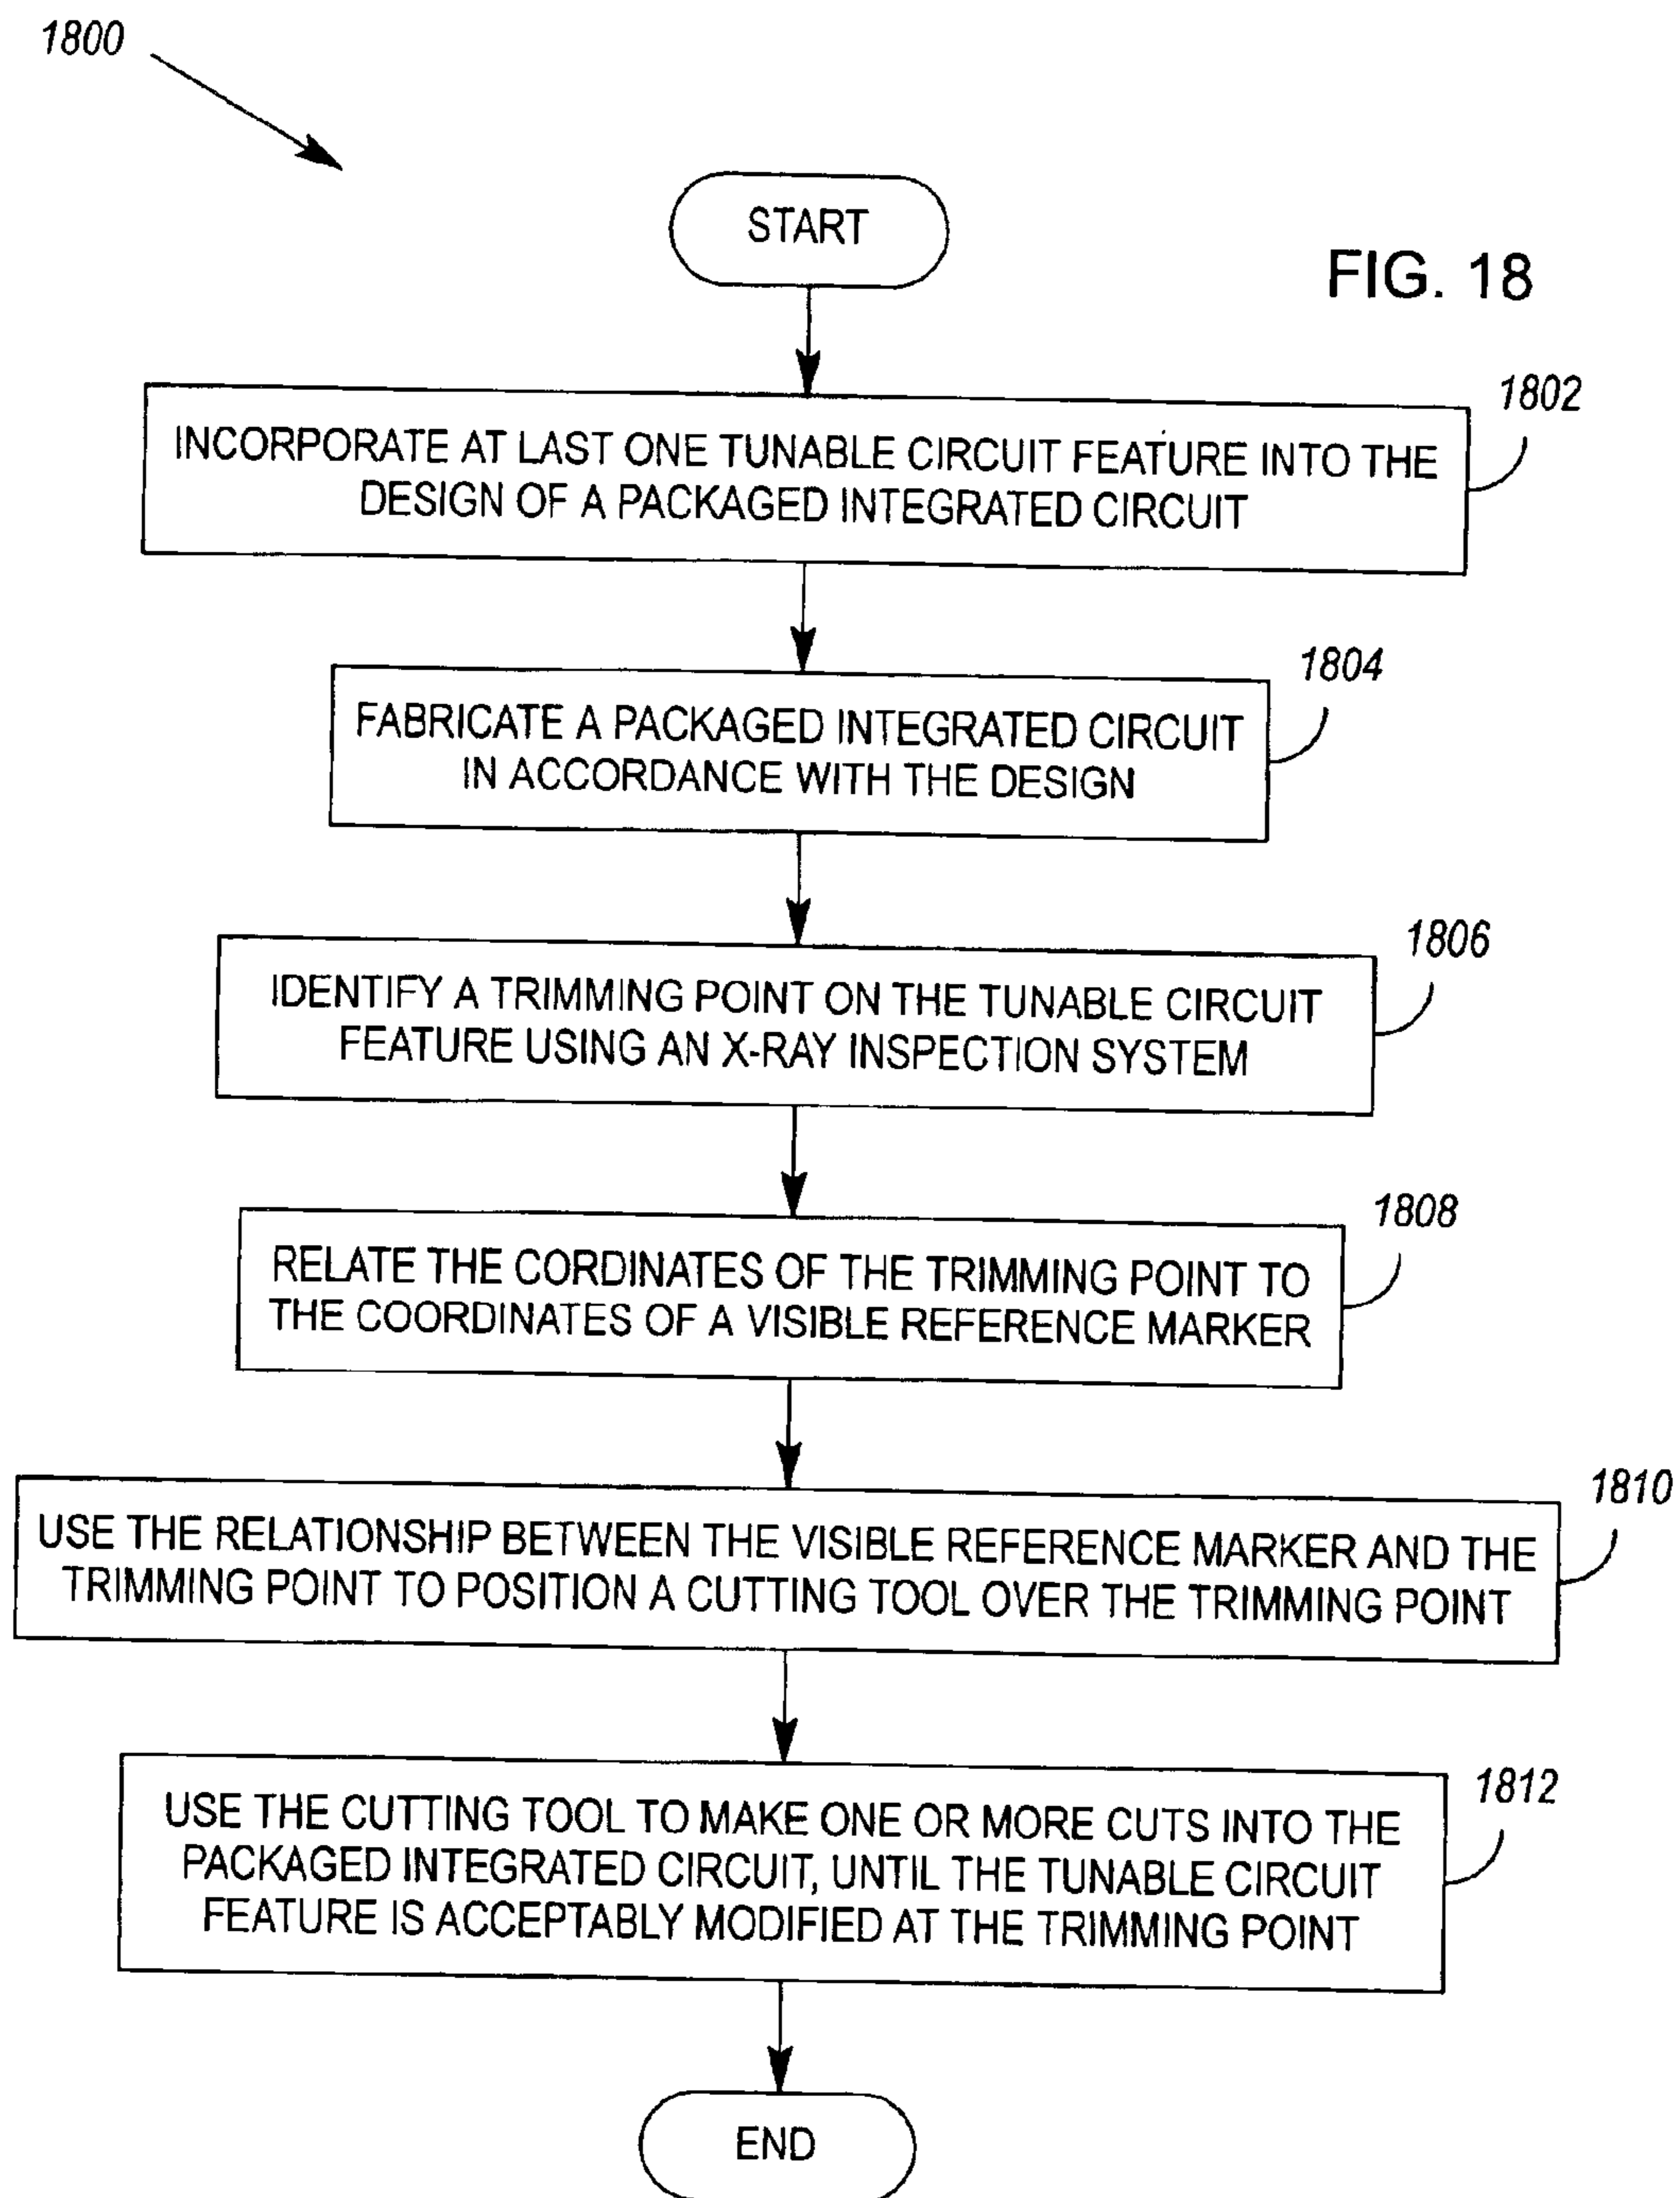 1800
START
FIG. 18
1802
INCORPORATE AT LAST ONE TUNABLE CIRCUIT FEATURE INTO THE
DESIGN OF A PACKAGED INTEGRATED CIRCUIT
1804
FABRICATE A PACKAGED INTEGRATED CIRCUIT
IN ACCORDANCE WITH THE DESIGN
1806
IDENTIFY A TRIMMING POINT ON THE TUNABLE CIRCUIT
FEATURE USING AN X-RAY INSPECTION SYSTEM
1808
RELATE THE CORDINATES OF THE TRIMMING POINT TO
THE COORDINATES OF A VISIBLE REFERENCE MARKER
1810
USE THE RELATIONSHIP BETWEEN THE VISIBLE REFERENCE MARKER AND THE
TRIMMING POINT TO POSITION A CUTTING TOOL OVER THE TRIMMING POINT
1812
USE THE CUTTING TOOL TO MAKE ONE OR MORE CUTS INTO THE
PACKAGED INTEGRATED CIRCUIT, UNTIL THE TUNABLE CIRCUIT
FEATURE IS ACCEPTABLY MODIFIED AT THE TRIMMING POINT
END